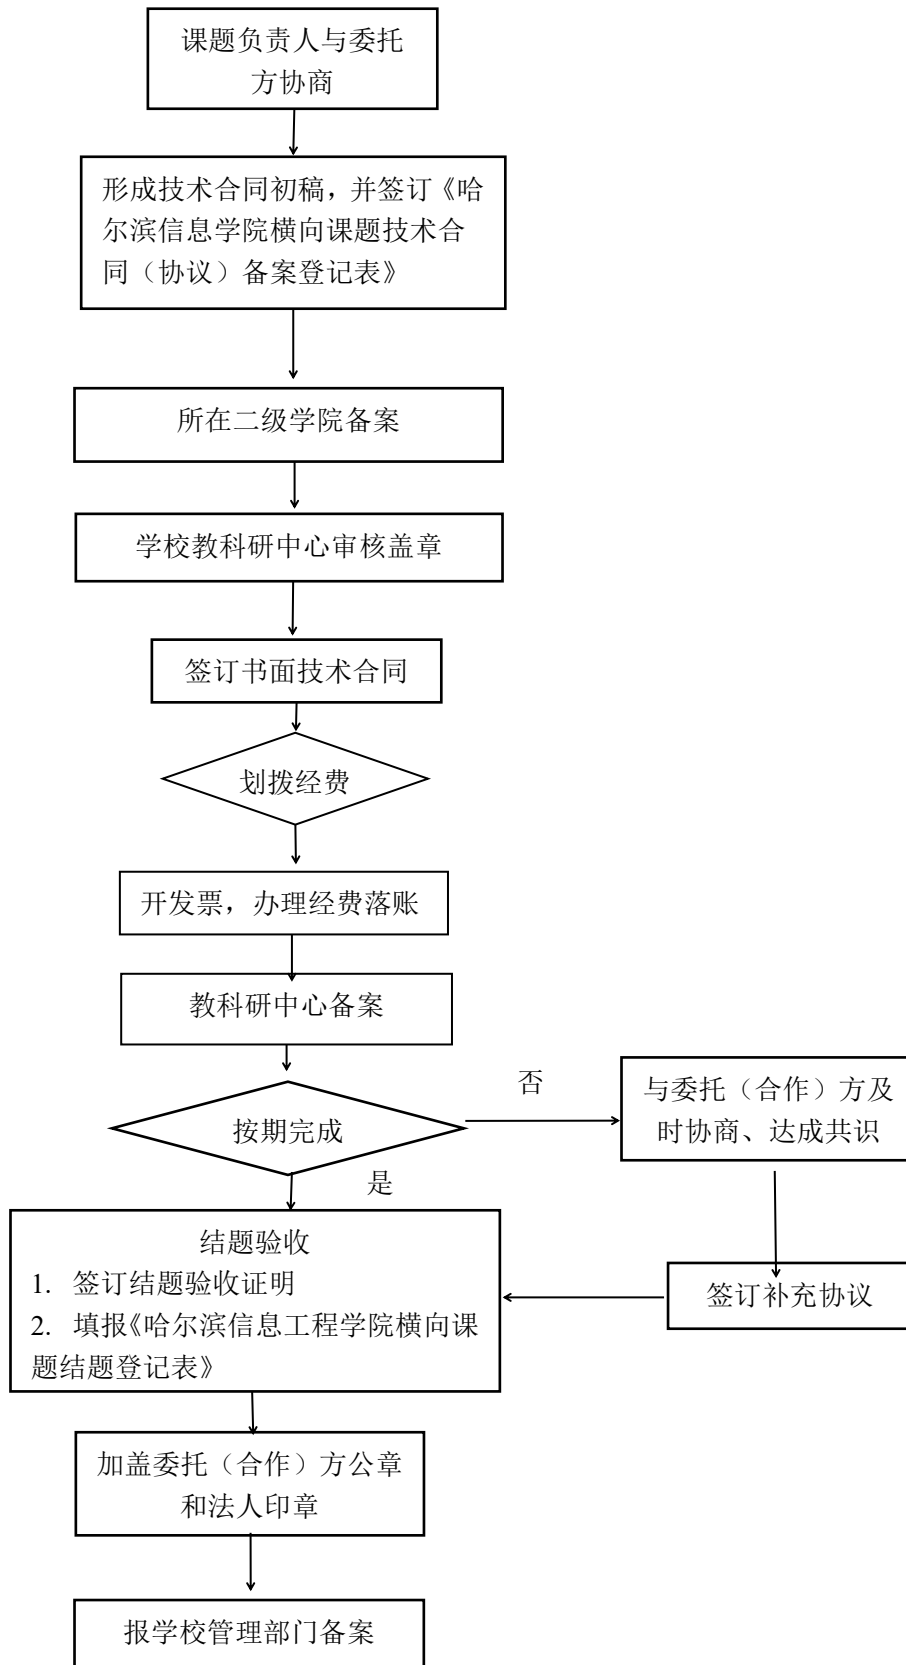 课题负责人与委托
方协商
形成技术合同初稿，并签订《哈
尔滨信息学院横向课题技术合
同（协议）备案登记表》
所在二级学院备案
学校教科研中心审核盖章
签订书面技术合同
划拨经费
开发票，办理经费落账
教科研中心备案
按期完成
否
与委托（合作）方及
时协商、达成共识
是
签订补充协议
结题验收
1. 签订结题验收证明
2. 填报《哈尔滨信息工程学院横向课
题结题登记表》
加盖委托（合作）方公章
和法人印章
报学校管理部门备案